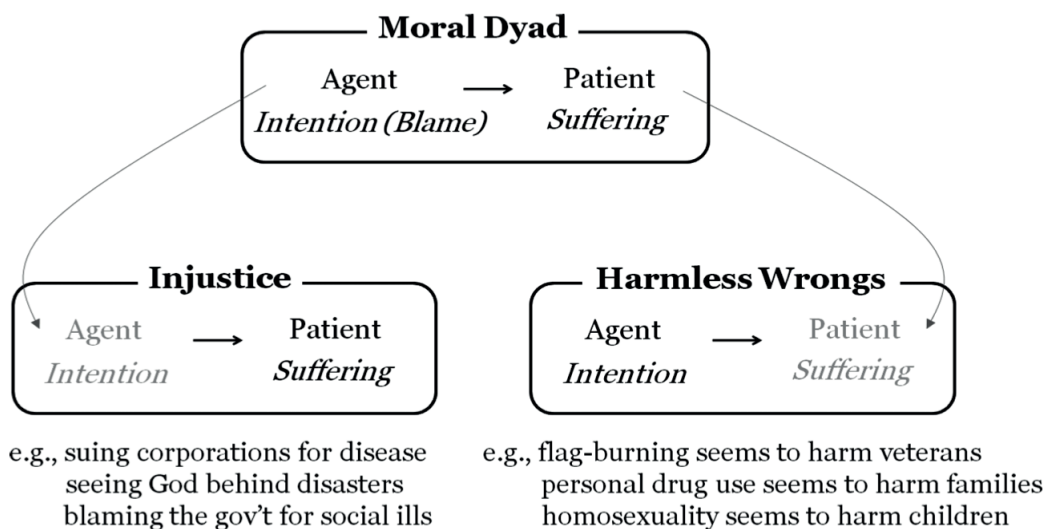 Moral Dyad
Agent → Patient
Intention (Blame) Suffering
Injustice
Agent → Patient
Intention Suffering
e.g., suing corporations for disease
seeing God behind disasters
blaming the gov't for social ills
Harmless Wrongs
Agent → Patient
Intention Suffering
e.g., flag-burning seems to harm veterans
personal drug use seems to harm families
homosexuality seems to harm children